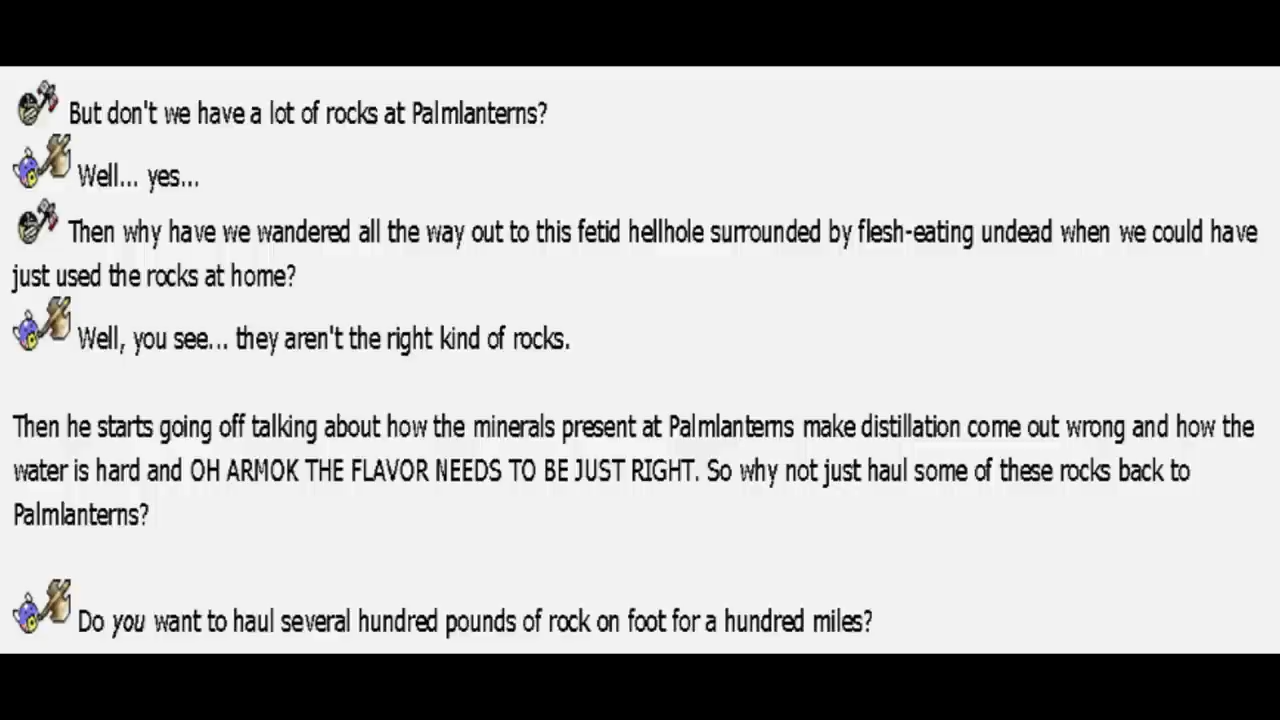 But don't we have a lot of rocks at Palmlanterns?
Well... yes...
Then why have we wandered all the way out to this fetid hellhole surrounded by flesh-eating undead when we could have
just used the rocks at home?
Well, you see... they aren't the right kind of rocks.
Then he starts going off talking about how the minerals present at Palmlanterns make distillation come out wrong and how the
water is hard and OH ARMOK THE FLAVOR NEEDS TO BE JUST RIGHT. So why not just haul some of these rocks back to
Palmlanterns?
Do you want to haul several hundred pounds of rock on foot for a hundred miles?